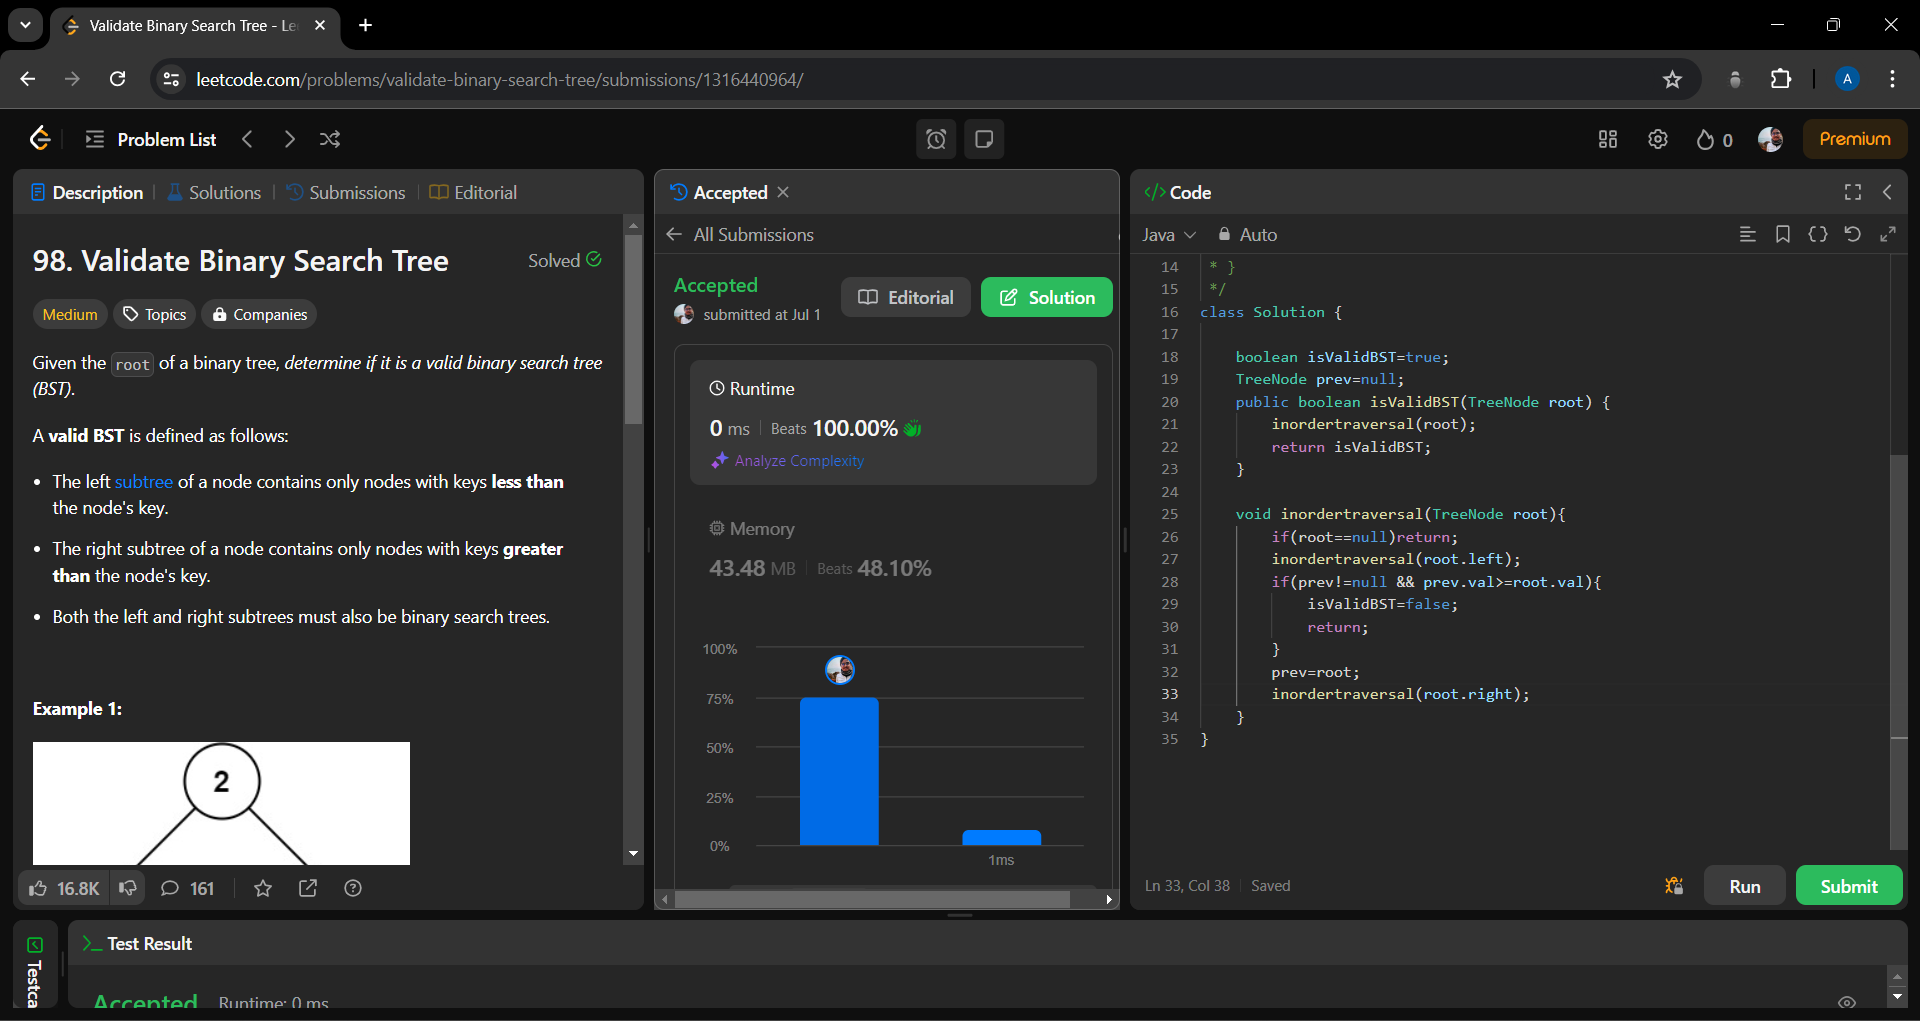 Validate Binary Search Tree - Le
leetcode.com/problems/validate-binary-search-tree/submissions/1316440964/
A
Problem List
0
Premium
Description
Solutions
Submissions
Editorial
98. Validate Binary Search Tree
Solved
Medium
Topics
Companies
Given the root of a binary tree, determine if it is a valid binary search tree
(BST).
A valid BST is defined as follows:
• The left subtree of a node contains only nodes with keys less than
the node's key.
• The right subtree of a node contains only nodes with keys greater
than the node's key.
• Both the left and right subtrees must also be binary search trees.
Example 1:
2
16.8K
161
Accepted
All Submissions
Accepted
submitted at Jul 1
Editorial
Solution
Runtime
0 ms | Beats 100.00%
Analyze Complexity
Memory
43.48 MB | Beats 48.10%
100%
75%
50%
25%
0%
1ms
</> Code
Java
Auto
14 * }
15 */
16 class Solution {
17
18 boolean isValidBST=true;
19 TreeNode prev=null;
20 public boolean isValidBST(TreeNode root) {
21 inordertraversal(root);
22 return isValidBST;
23 }
24
25 void inordertraversal(TreeNode root){
26 if(root==null)return;
27 inordertraversal(root.left);
28 if(prev!=null && prev.val>=root.val){
29 isValidBST=false;
30 return;
31 }
32 prev=root;
33 inordertraversal(root.right);
34 }
35 }
Ln 33, Col 38 | Saved
Run
Submit
Testca
Test Result
Accepted Runtime: 0 ms